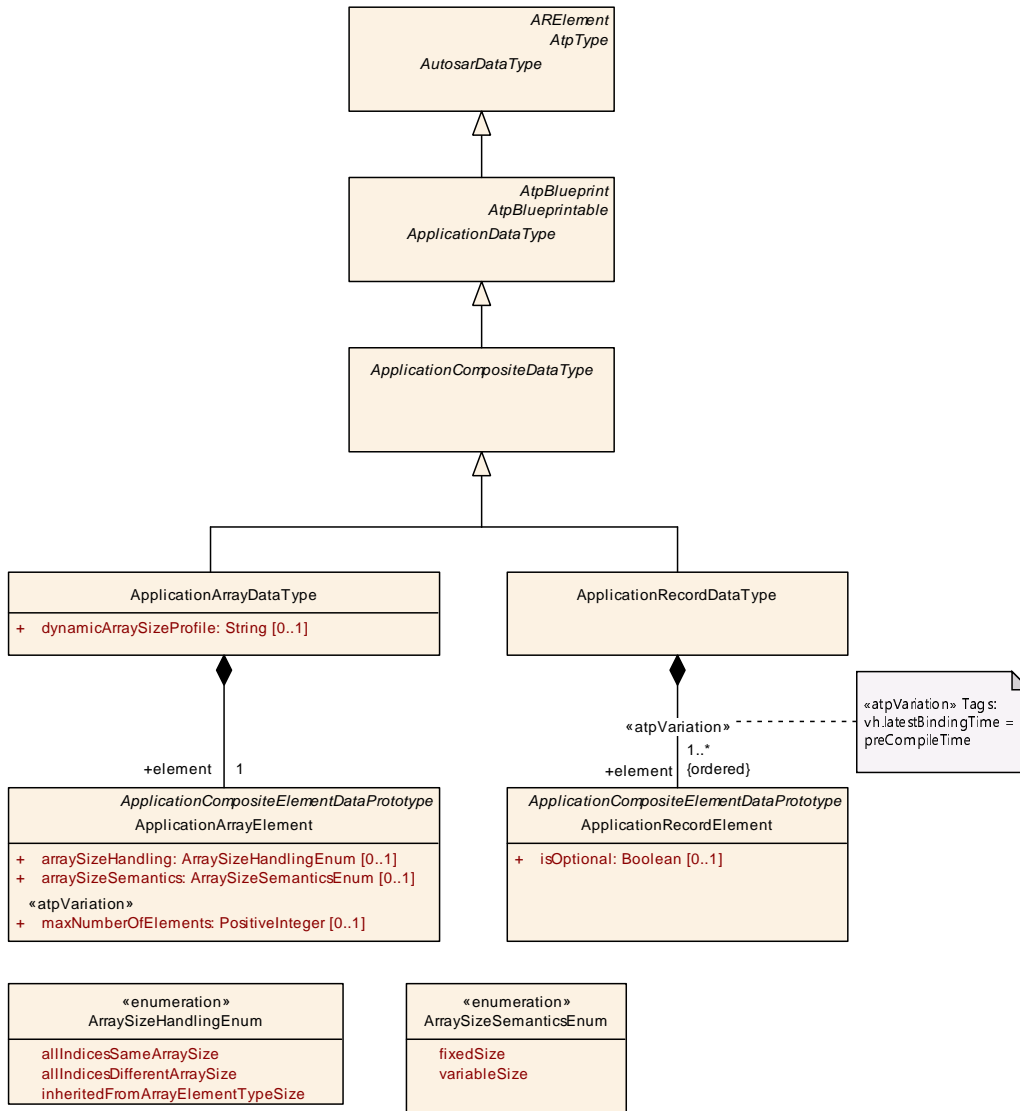 ARElement
AtpType
AutosarDataType
AtpBlueprint
AtpBlueprintable
ApplicationDataType
ApplicationCompositeDataType
ApplicationArrayDataType
+ dynamicArraySizeProfile: String [0..1]
ApplicationRecordDataType
«atpVariation» Tags:
vh.latestBindingTime =
preCompileTime
«atpVariation»
+element 1
1..*
+element {ordered}
ApplicationCompositeElementDataPrototype
ApplicationArrayElement
+ arraySizeHandling: ArraySizeHandlingEnum [0..1]
+ arraySizeSemantics: ArraySizeSemanticsEnum [0..1]
«atpVariation»
+ maxNumberOfElements: PositiveInteger [0..1]
ApplicationCompositeElementDataPrototype
ApplicationRecordElement
+ isOptional: Boolean [0..1]
«enumeration»
ArraySizeHandlingEnum
allIndicesSameArraySize
allIndicesDifferentArraySize
inheritedFromArrayElementTypeSize
«enumeration»
ArraySizeSemanticsEnum
fixedSize
variableSize